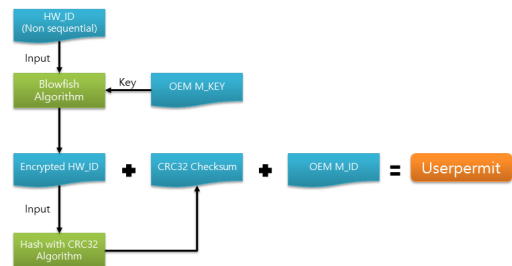 HW_ID
(Non sequential)
Input
Blowfish
Algorithm
Key
OEM M_KEY
Encrypted HW_ID
+
CRC32 Checksum
+
OEM M_ID
=
Userpermit
Input
Hash with CRC32
Algorithm